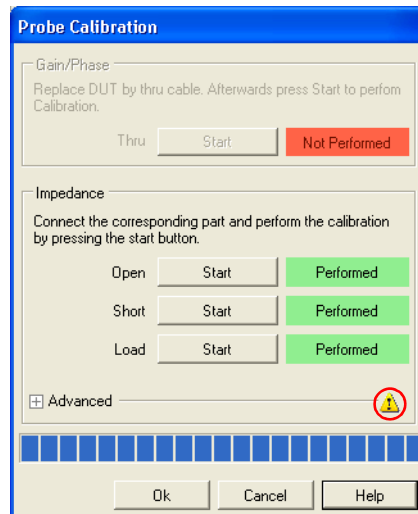 Probe Calibration
Gain/Phase
Replace DUT by thru cable. Afterwards press Start to perfom
Calibration.
Thru Start Not Performed
Impedance
Connect the corresponding part and perform the calibration
by pressing the start button.
Open Start Performed
Short Start Performed
Load Start Performed
Advanced
Ok Cancel Help